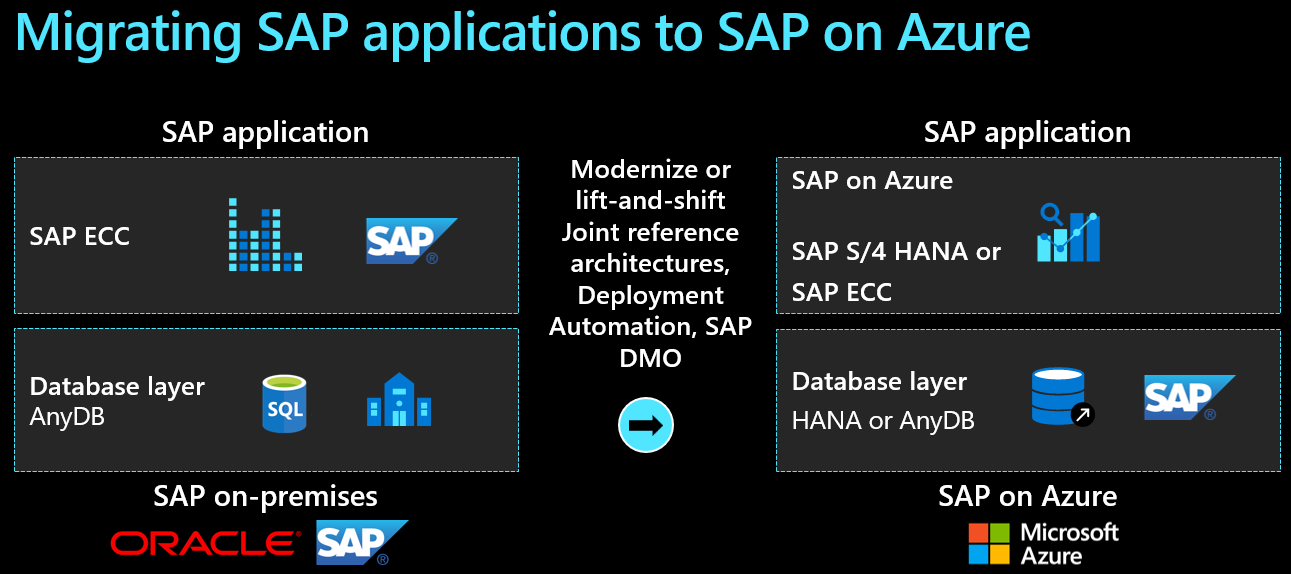 Migrating SAP applications to SAP on Azure
SAP application
SAP ECC
SAP®
Database layer
AnyDB
SQL
SAP on-premises
ORACLE®
SAP®
Modernize or
lift-and-shift
Joint reference
architectures,
Deployment
Automation, SAP
DMO
SAP application
SAP on Azure
SAP S/4 HANA or
SAP ECC
Database layer
HANA or AnyDB
SAP®
SAP on Azure
Microsoft
Azure